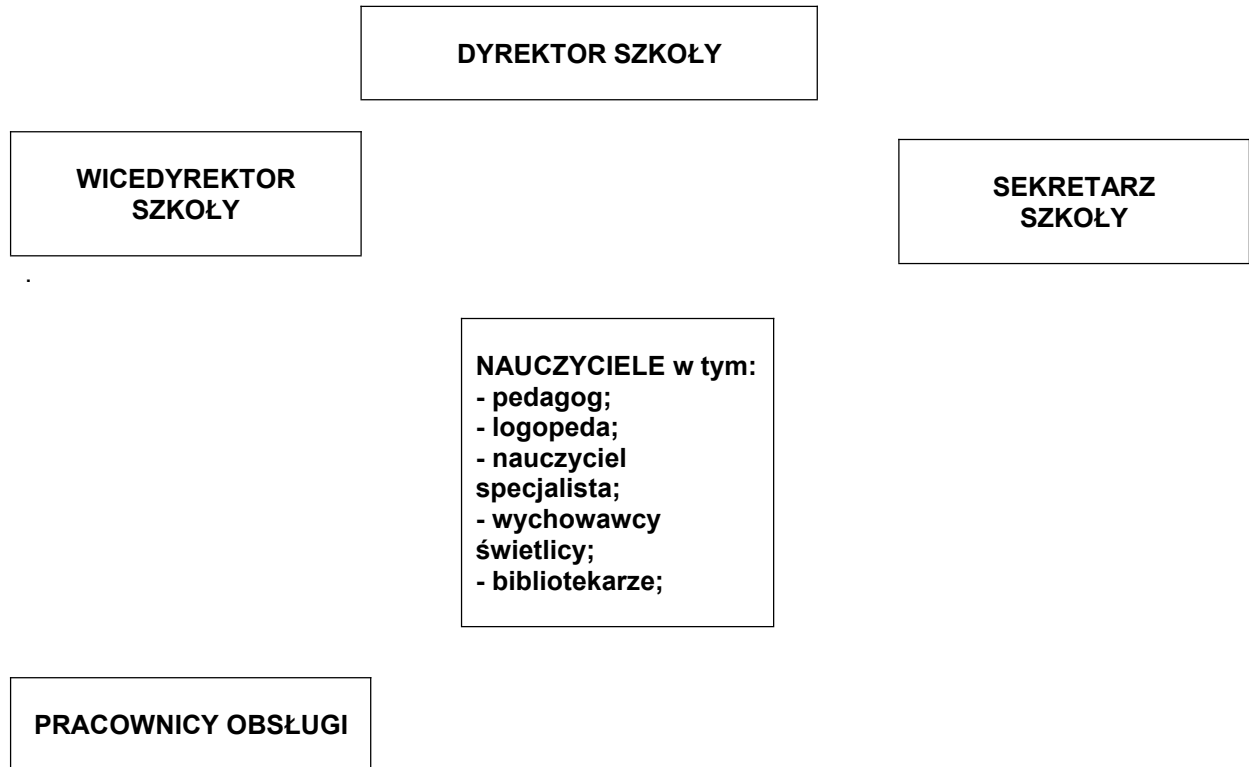 DYREKTOR SZKOŁY
WICEDYREKTOR
SZKOŁY
SEKRETARZ
SZKOŁY
.
NAUCZYCIELE w tym:
- pedagog;
- logopeda;
- nauczyciel
specjalista;
- wychowawcy
świetlicy;
- bibliotekarze;
PRACOWNICY OBSŁUGI